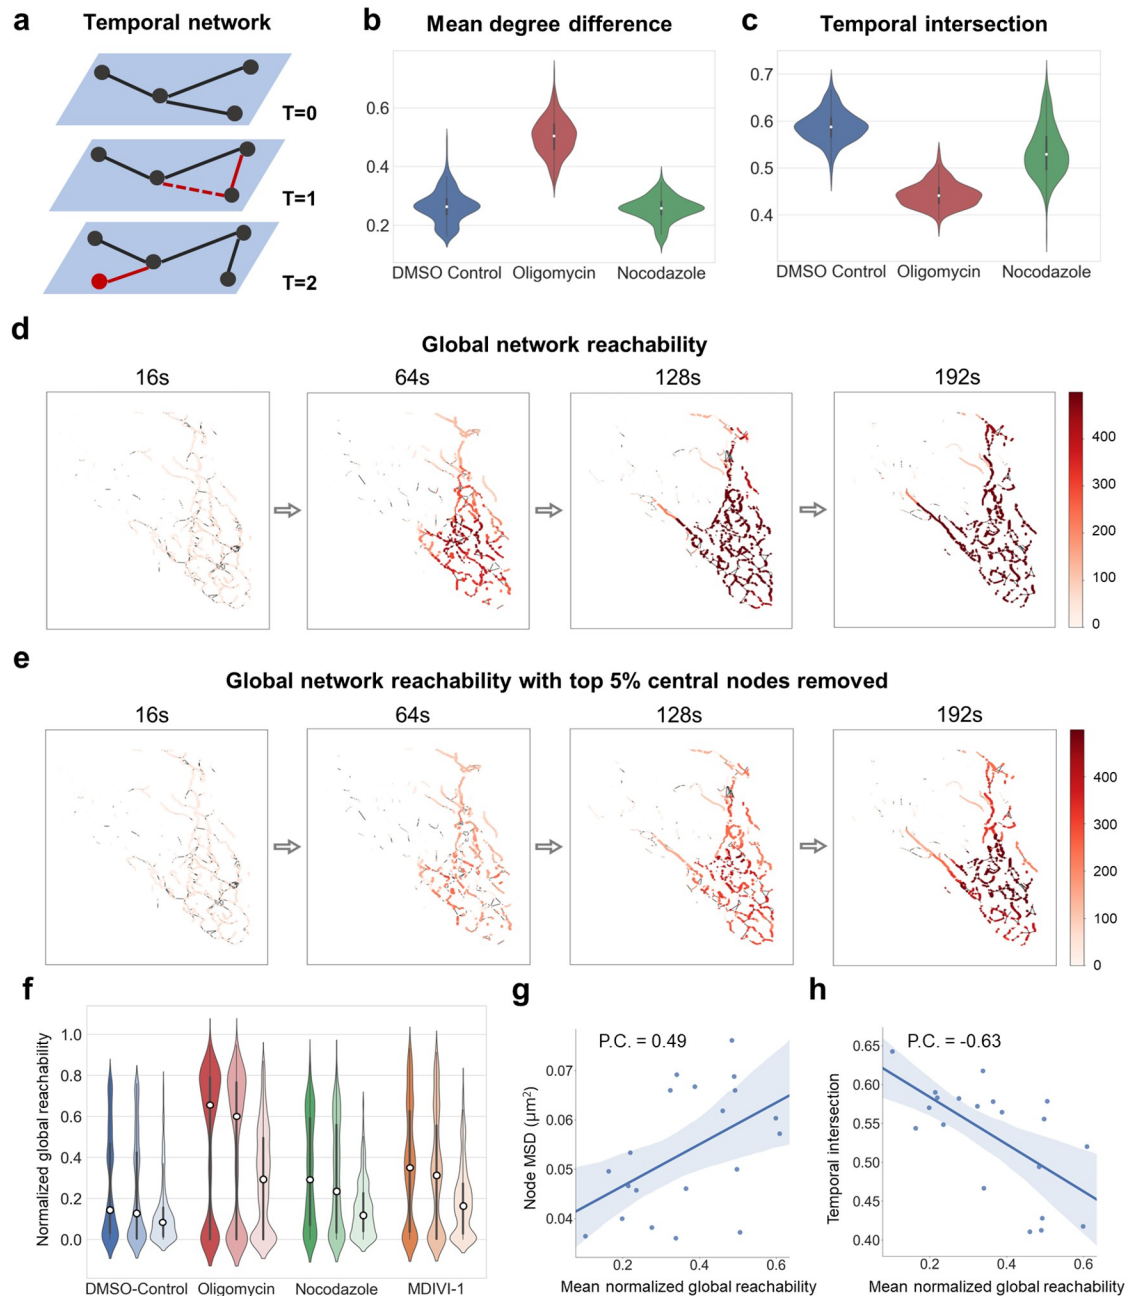 a Temporal network
T=0
T=1
T=2
b Mean degree difference
0.6
0.4
0.2
DMSO Control Oligomycin Nocodazole
c Temporal intersection
0.7
0.6
0.5
0.4
DMSO Control Oligomycin Nocodazole
d
Global network reachability
16s 64s 128s 192s
400
300
200
100
0
e
Global network reachability with top 5% central nodes removed
16s 64s 128s 192s
400
300
200
100
0
f
Normalized global reachability
1.0
0.8
0.6
0.4
0.2
0.0
DMSO-Control Oligomycin Nocodazole MDIVI-1
g
P.C. = 0.49
Node MSD (μm²)
0.07
0.06
0.05
0.04
0.2 0.4 0.6
Mean normalized global reachability
h
P.C. = -0.63
Temporal intersection
0.65
0.60
0.55
0.50
0.45
0.40
0.2 0.4 0.6
Mean normalized global reachability